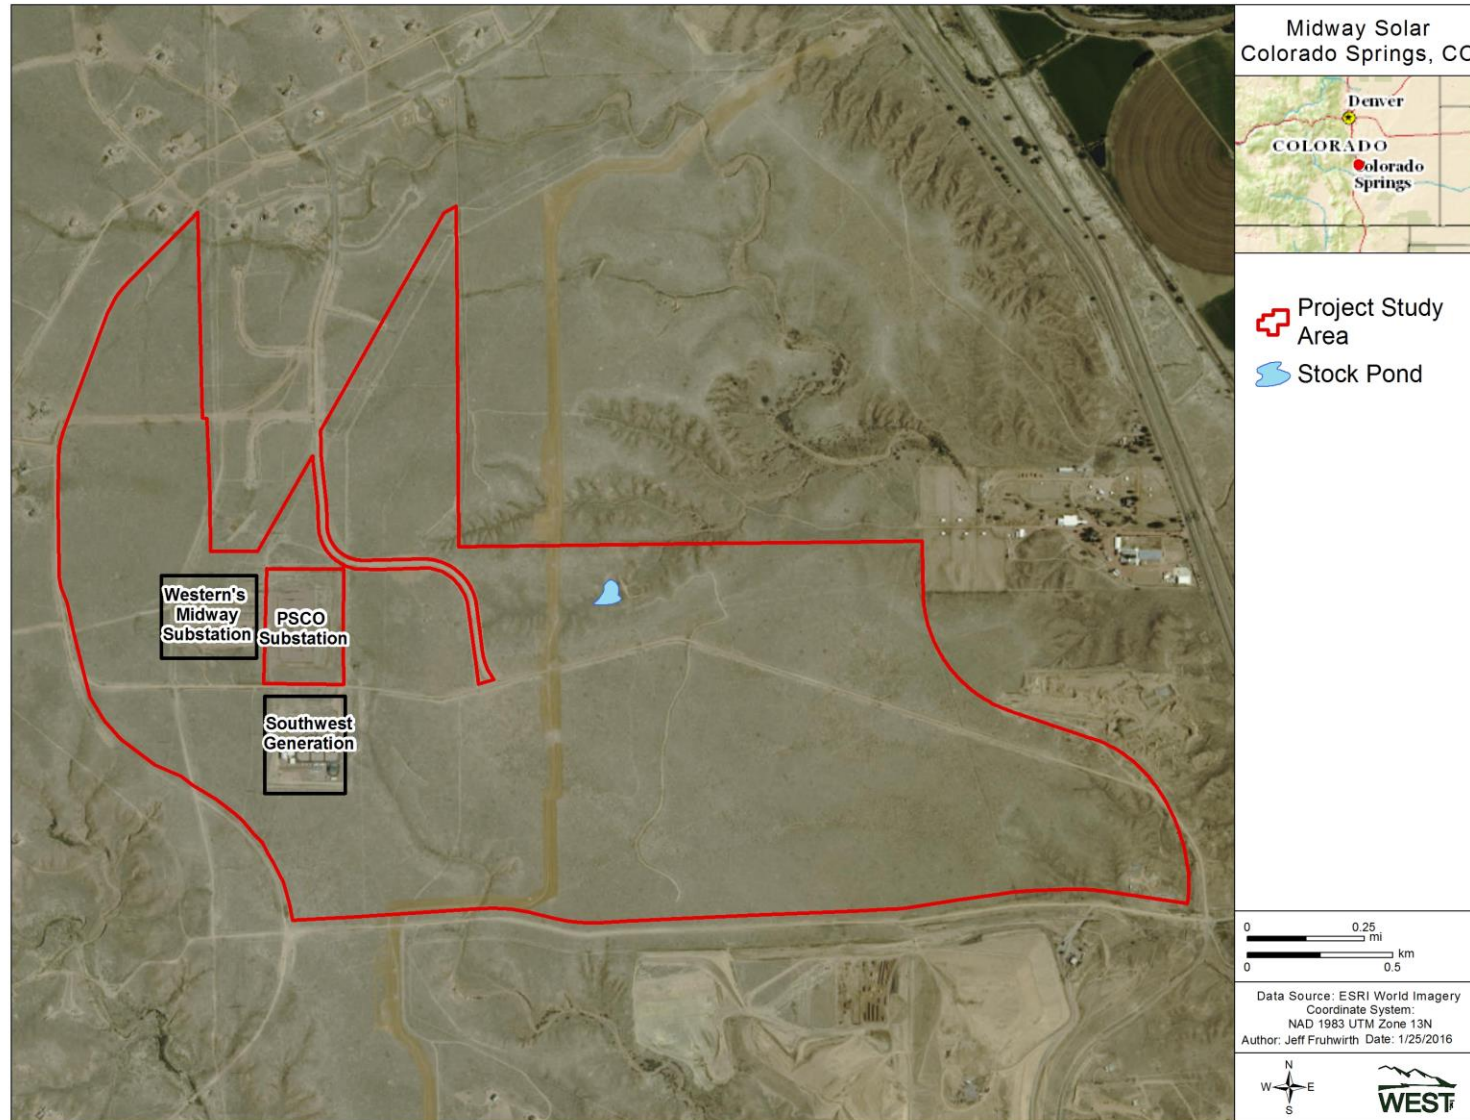 Midway Solar
Colorado Springs, CO
Denver
COLORADO
Colorado
Springs
Project Study
Area
Stock Pond
Western's
Midway
Substation
PSCO
Substation
Southwest
Generation
0 0.25
mi
km
0 0.5
Data Source: ESRI World Imagery
Coordinate System:
NAD 1983 UTM Zone 13N
Author: Jeff Fruhwirth Date: 1/25/2016
N
W E
S
WEST